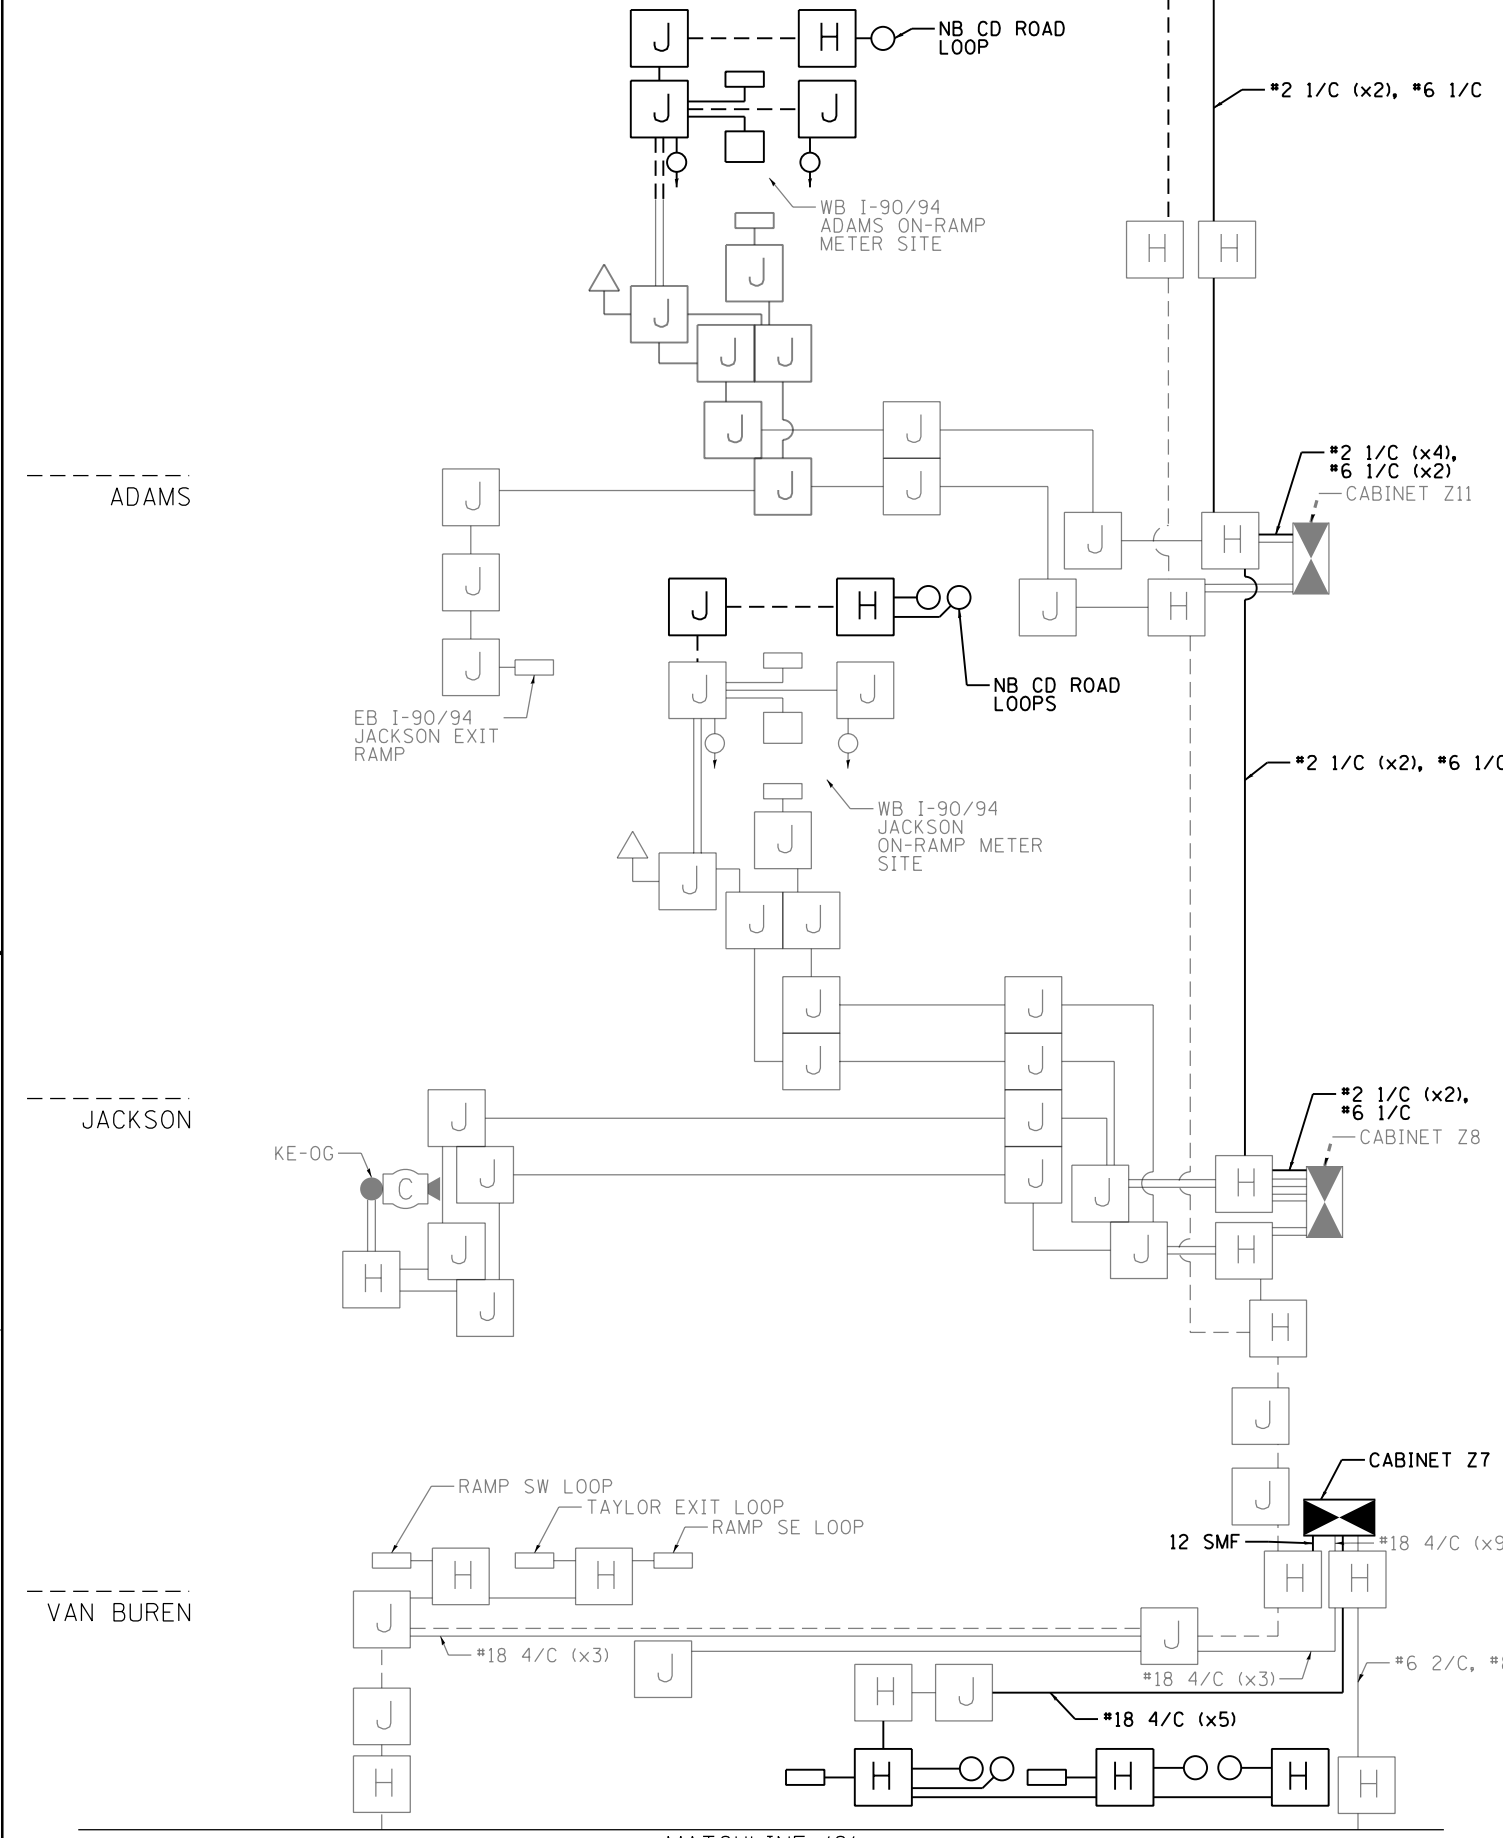 J
H
NB CD ROAD
LOOP
J
J
#2 1/C (x2), #6 1/C
WB I-90/94
ADAMS ON-RAMP
METER SITE
H
H
J
J
J
J
J
J
#2 1/C (x4),
#6 1/C (x2)
ADAMS
J
J
J
CABINET Z11
J
H
J
J
H
J
H
J
NB CD ROAD
LOOPS
J
J
EB I-90/94
JACKSON EXIT
RAMP
#2 1/C (x2), #6 1/C
WB I-90/94
JACKSON
ON-RAMP METER
SITE
J
J
J
J
J
J
J
J
#2 1/C (x2),
#6 1/C
JACKSON
J
J
CABINET Z8
KE-OG
C
J
J
J
H
J
J
H
H
J
H
J
CABINET Z7
RAMP SW LOOP
TAYLOR EXIT LOOP
RAMP SE LOOP
J
12 SMF
#18 4/C (x9
H
H
H
H
VAN BUREN
J
J
#18 4/C (x3)
J
#18 4/C (x3)
#6 2/C,
H
J
#18 4/C (x5)
J
H
H
H
H
H